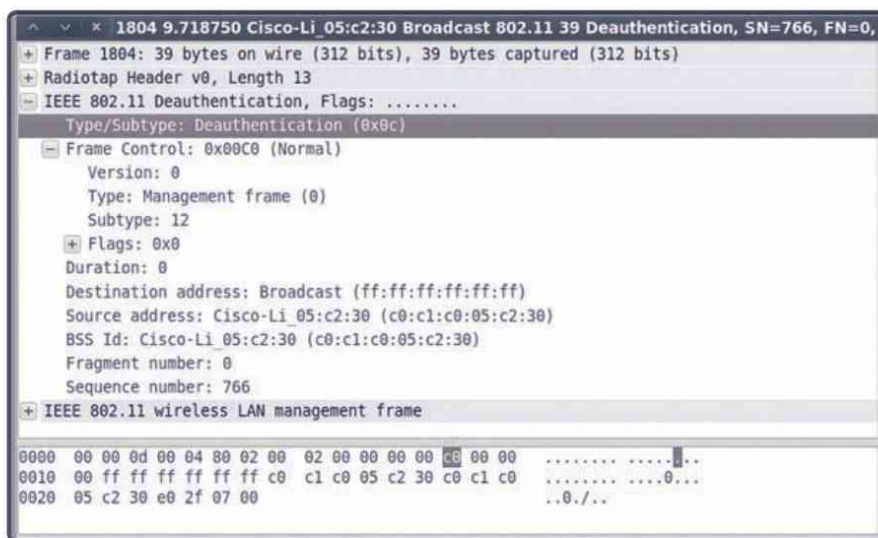 1804 9.718750 Cisco-Li_05:c2:30 Broadcast 802.11 39 Deauthentication, SN=766, FN=0,
Frame 1804: 39 bytes on wire (312 bits), 39 bytes captured (312 bits)
Radiotap Header v0, Length 13
IEEE 802.11 Deauthentication, Flags: ........
Type/Subtype: Deauthentication (0x0c)
Frame Control: 0x00C0 (Normal)
Version: 0
Type: Management frame (0)
Subtype: 12
Flags: 0x0
Duration: 0
Destination address: Broadcast (ff:ff:ff:ff:ff:ff)
Source address: Cisco-Li_05:c2:30 (c0:c1:c0:05:c2:30)
BSS Id: Cisco-Li_05:c2:30 (c0:c1:c0:05:c2:30)
Fragment number: 0
Sequence number: 766
IEEE 802.11 wireless LAN management frame
0000 00 00 0d 00 04 80 02 00 02 00 00 00 00 c0 00 00 ........ ........
0010 00 ff ff ff ff ff ff c0 c1 c0 05 c2 30 c0 c1 c0 ........ ....0...
0020 05 c2 30 e0 2f 07 00 ..0./..